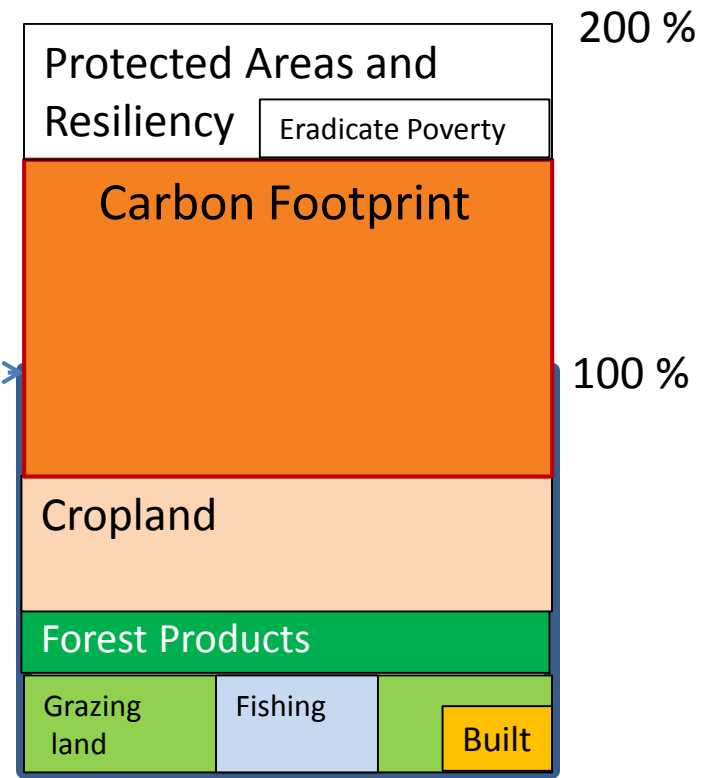 200 %
Protected Areas and
Resiliency
Eradicate Poverty
Carbon Footprint
100 %
Cropland
Forest Products
Grazing
land
Fishing
Built